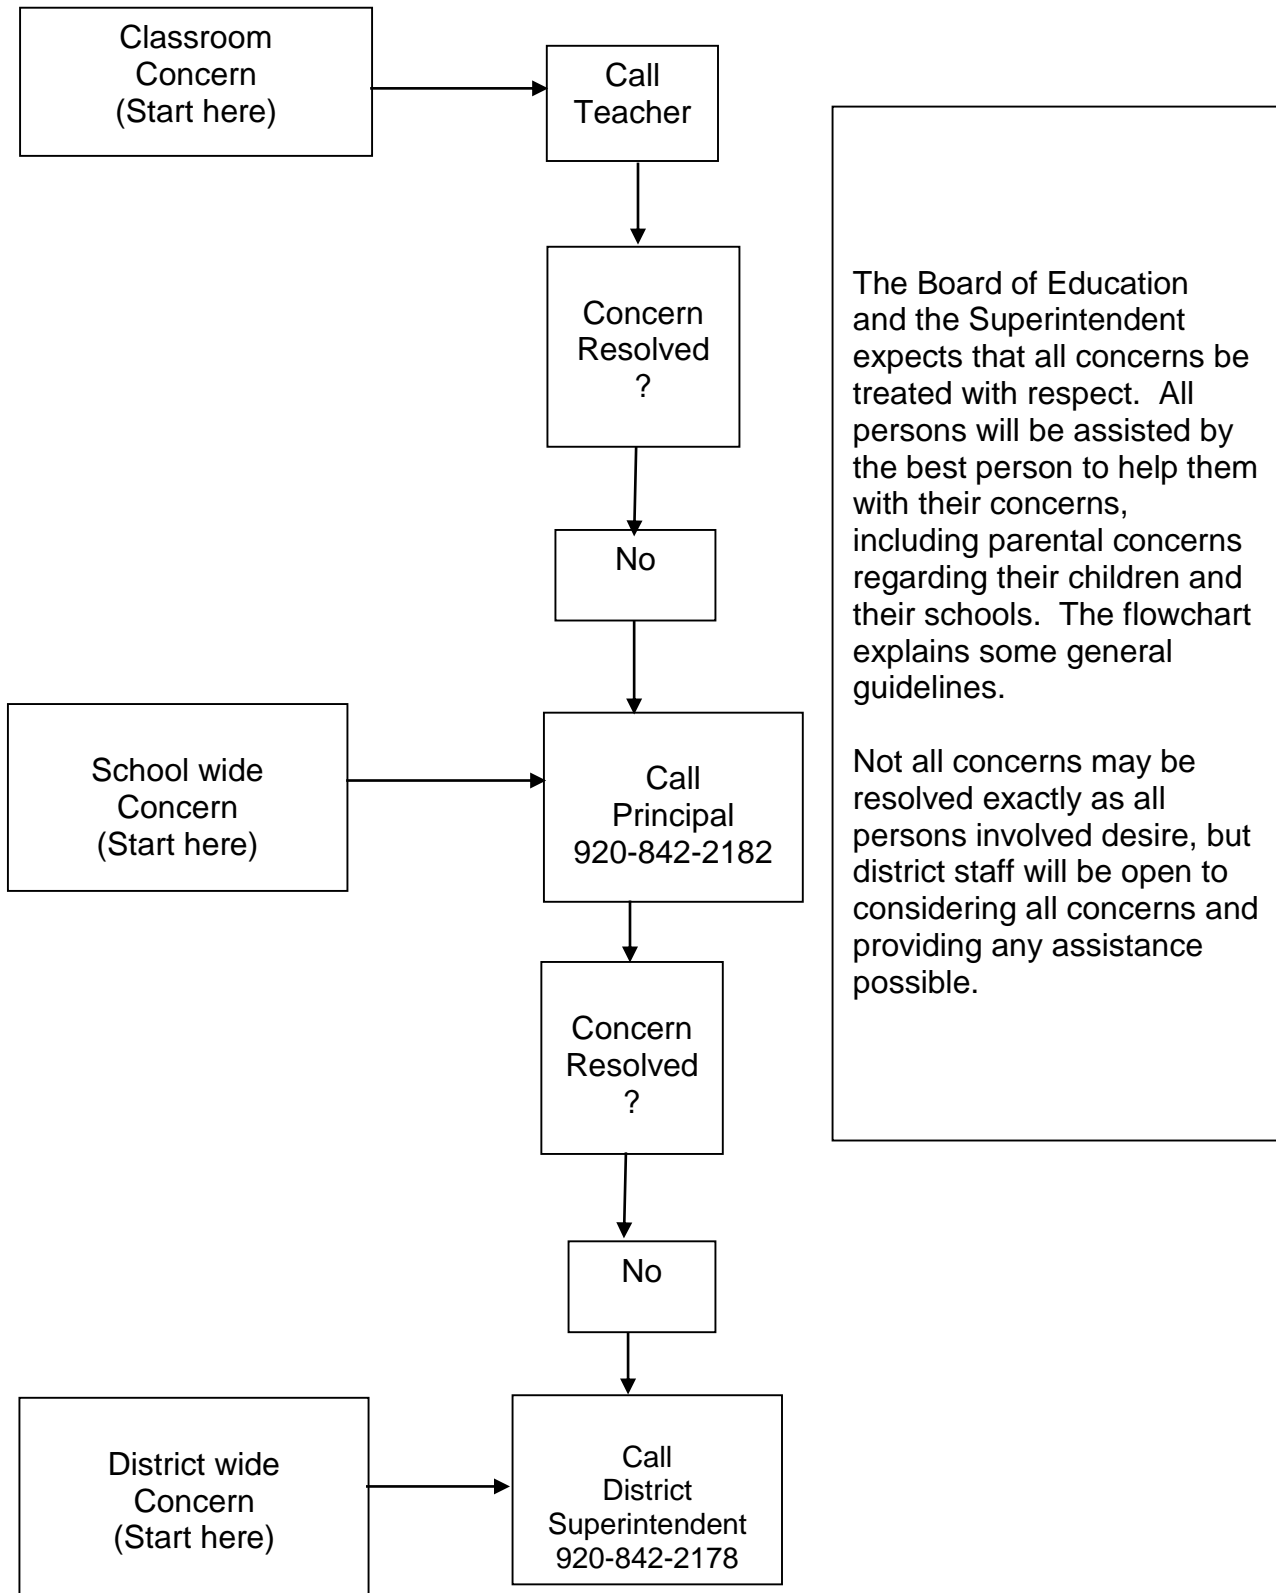 Classroom
Concern
(Start here)
Call
Teacher
Concern
Resolved
?
No
School wide
Concern
(Start here)
Call
Principal
920-842-2182
Concern
Resolved
?
No
District wide
Concern
(Start here)
Call
District
Superintendent
920-842-2178
The Board of Education
and the Superintendent
expects that all concerns be
treated with respect.  All
persons will be assisted by
the best person to help them
with their concerns,
including parental concerns
regarding their children and
their schools.  The flowchart
explains some general
guidelines.
Not all concerns may be
resolved exactly as all
persons involved desire, but
district staff will be open to
considering all concerns and
providing any assistance
possible.